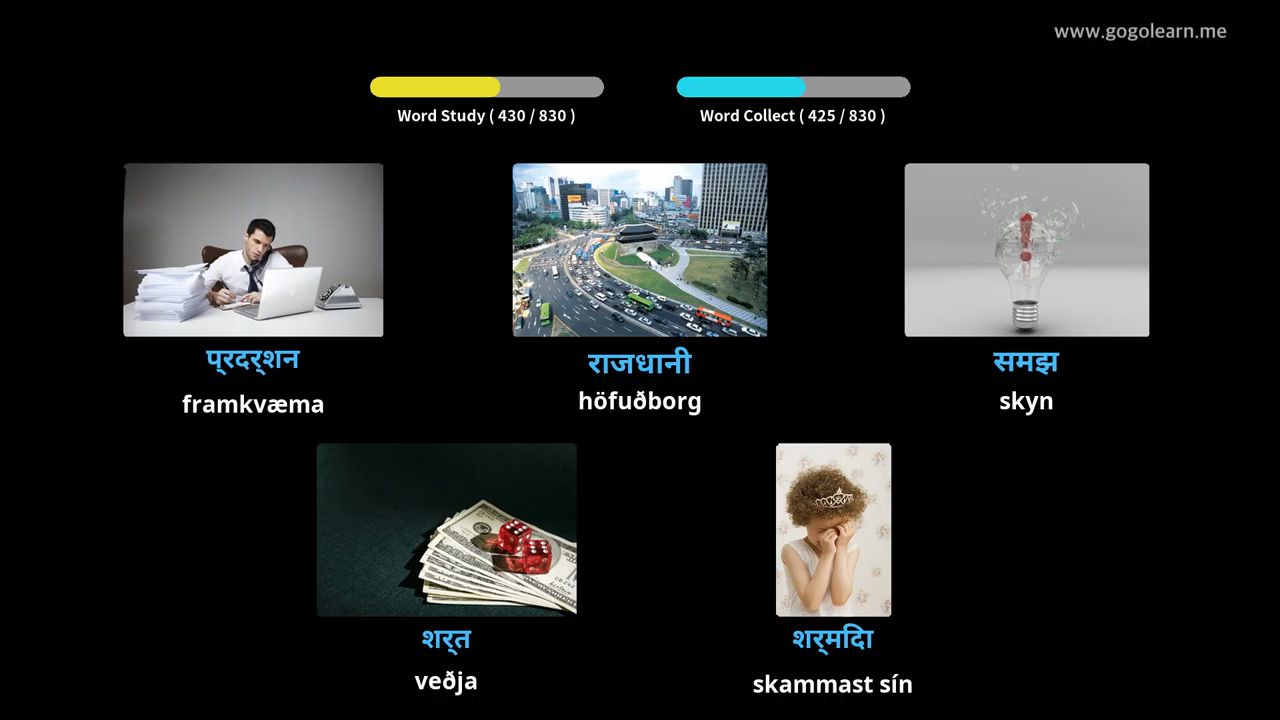 www.gogolearn.me
Word Study ( 430 / 830 )
Word Collect ( 425 / 830 )
प्रदर्शन
राजधानी
समझ
framkvæma
höfuðborg
skyn
शर्त
शर्मिंदा
veðja
skammast sín